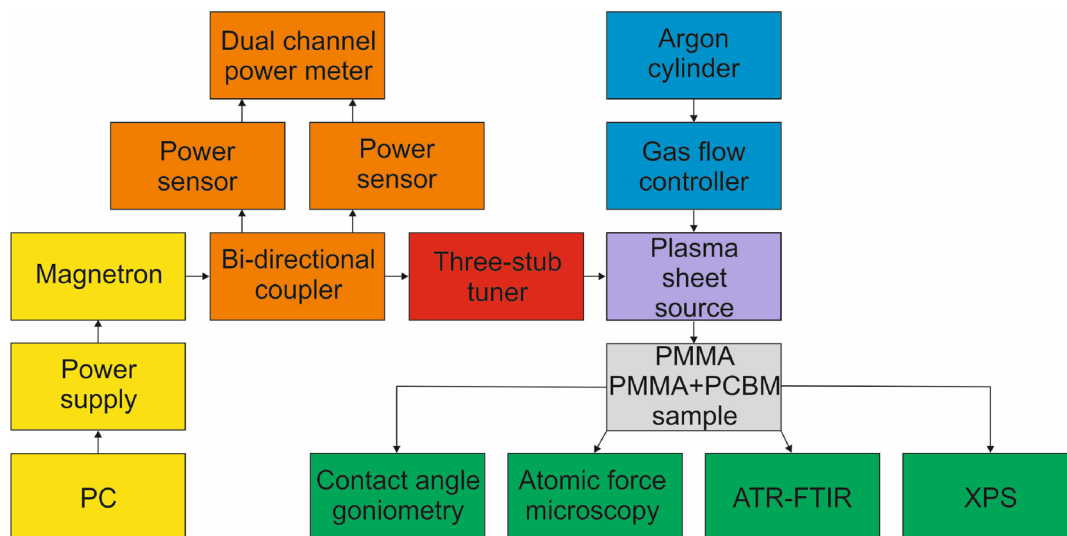 Dual channel
power meter
Argon
cylinder
Power
sensor
Power
sensor
Gas flow
controller
Magnetron
Bi-directional
coupler
Three-stub
tuner
Plasma
sheet
source
Power
supply
PMMA
PMMA+PCBM
sample
PC
Contact angle
goniometry
Atomic force
microscopy
ATR-FTIR
XPS